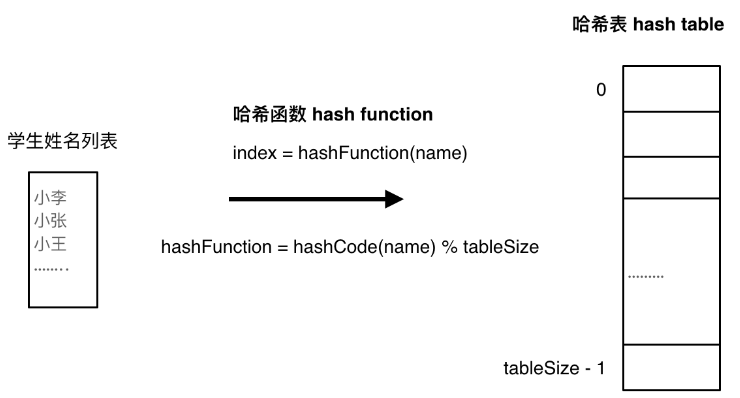 哈希表 hash table
0
哈希函数 hash function
学生姓名列表
index = hashFunction(name)
小李
小张
小王
........
hashFunction = hashCode(name) % tableSize
.........
tableSize - 1